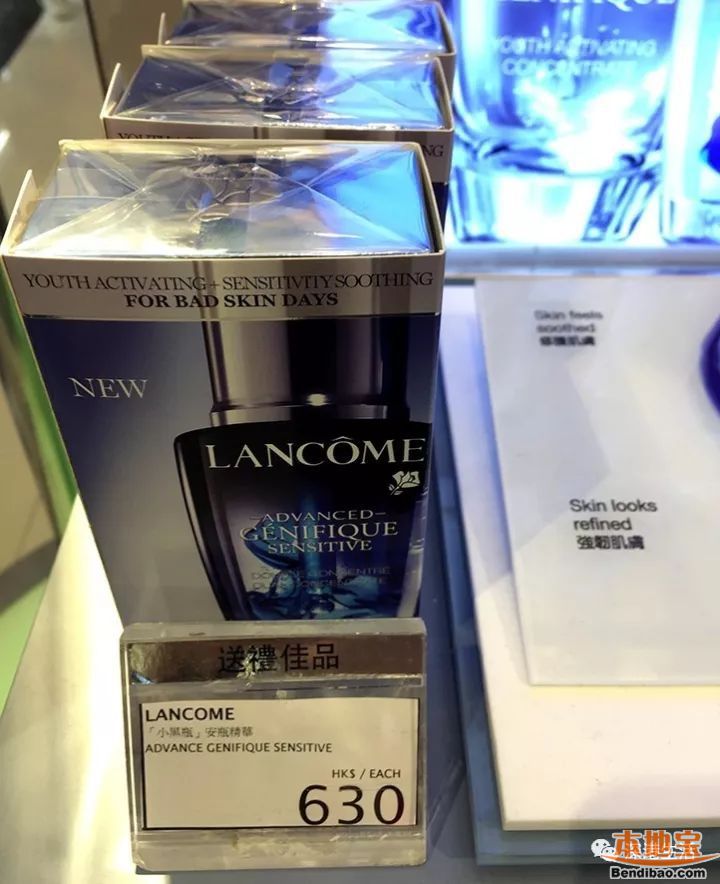 GÉNIFIQUE
YOUTH ACTIVATING
CONCENTRATE
NG
YOUTH ACTIVATING + SENSITIVITY SOOTHING
FOR BAD SKIN DAYS
NEW
LANCÔME
ADVANCED
GÉNIFIQUE
SENSITIVE
Skin feels
soothed
Skin looks
refined
強韌肌膚
送禮佳品
LANCOME
「小黑瓶」安瓶精華
ADVANCE GENIFIQUE SENSITIVE
HK$ / EACH
630
本地宝
Bendibao.com